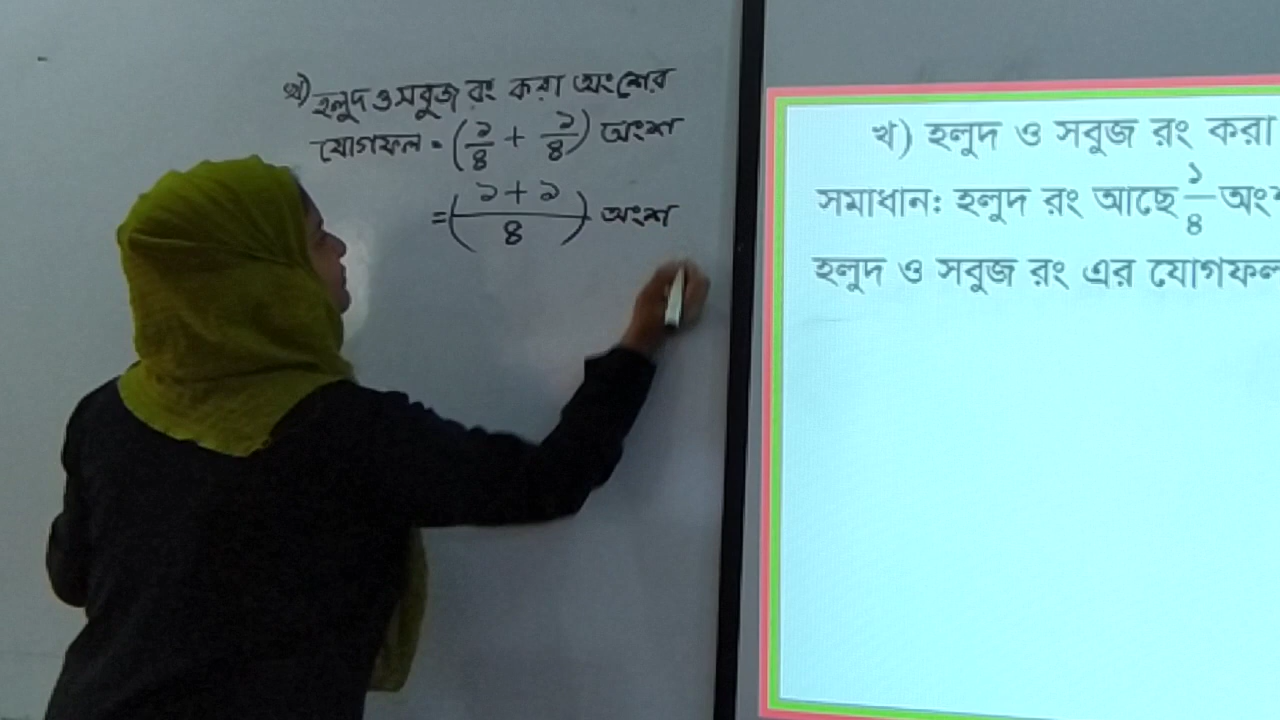 খ) হলুদ ও সবুজ রং করা অংশের
যোগফল = (১/৪ + ১/৪) অংশ
= (১+১/৪) অংশ
খ) হলুদ ও সবুজ রং করা
সমাধান: হলুদ রং আছে ১/৪ অংশ
হলুদ ও সবুজ রং এর যোগফল